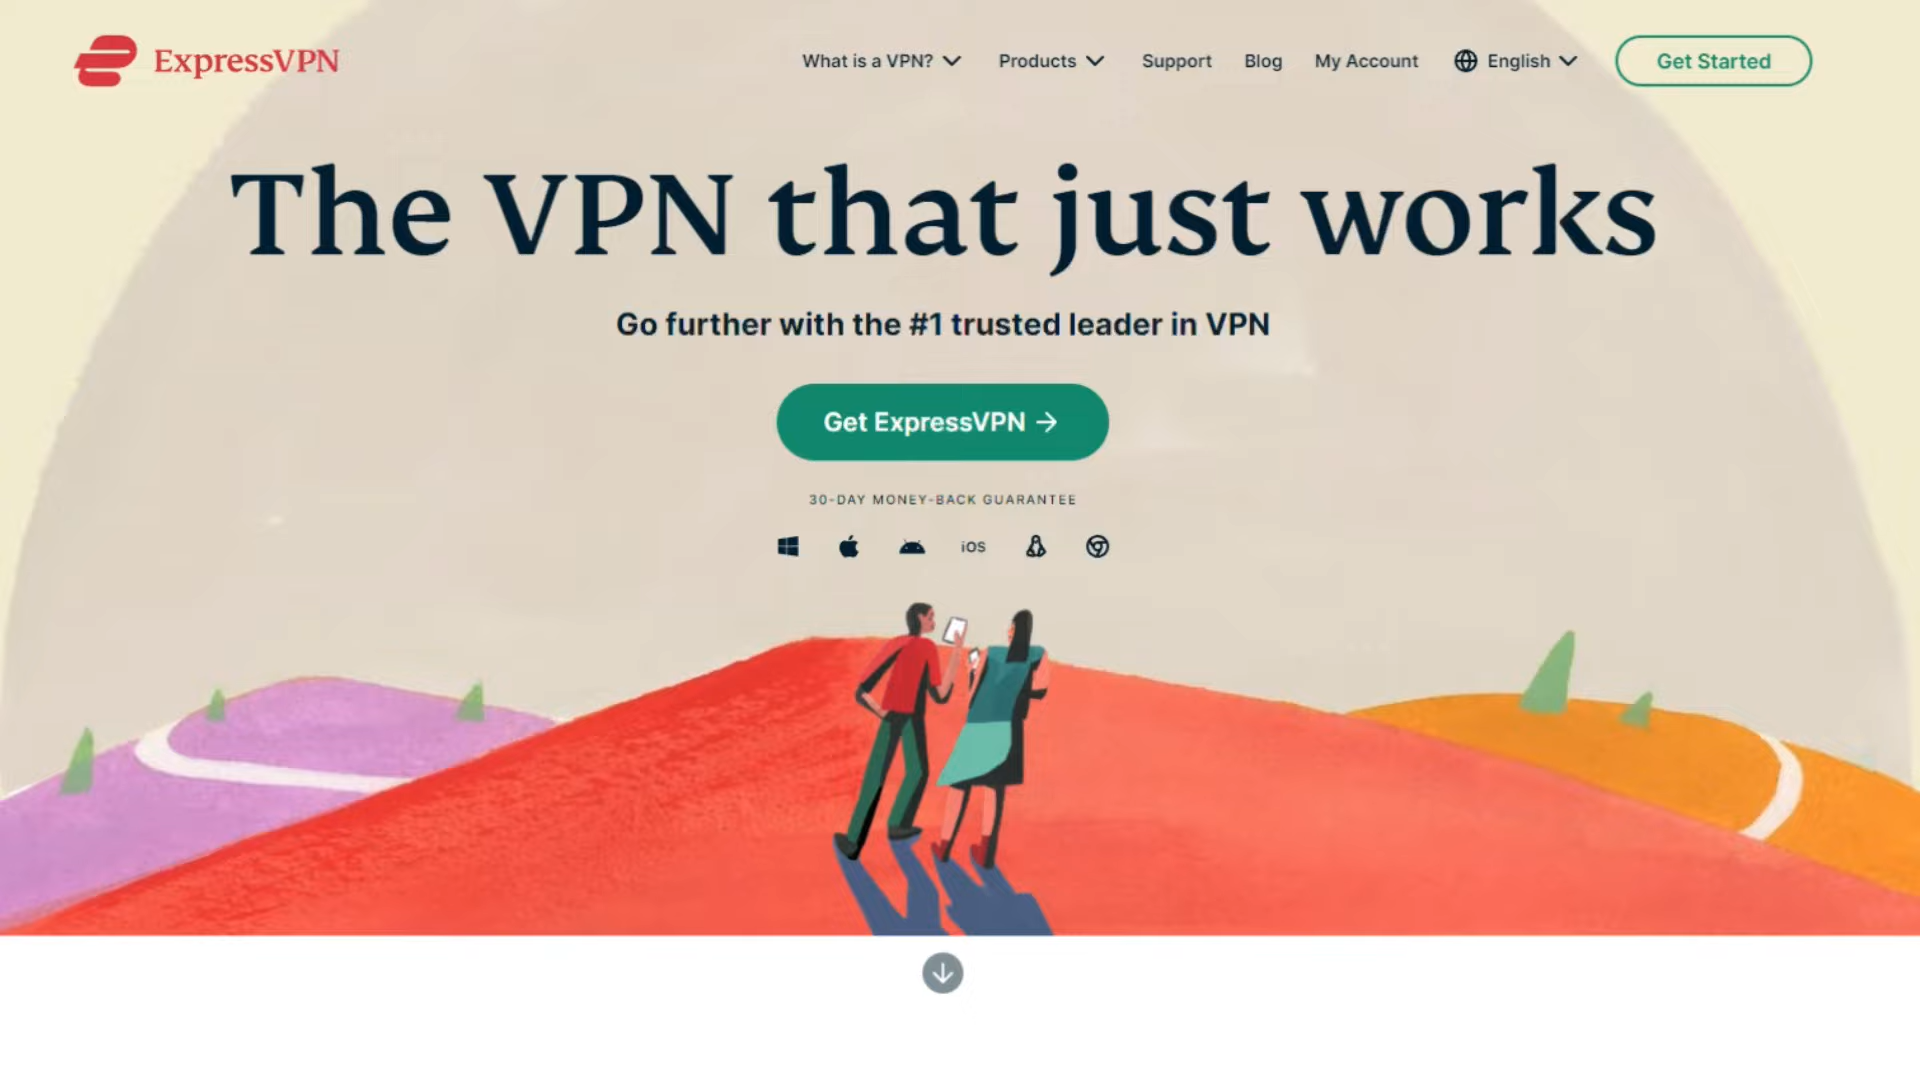 ExpressVPN
What is a VPN? Products Support Blog My Account English Get Started
The VPN that just works
Go further with the #1 trusted leader in VPN
Get ExpressVPN →
30-DAY MONEY-BACK GUARANTEE
iOS